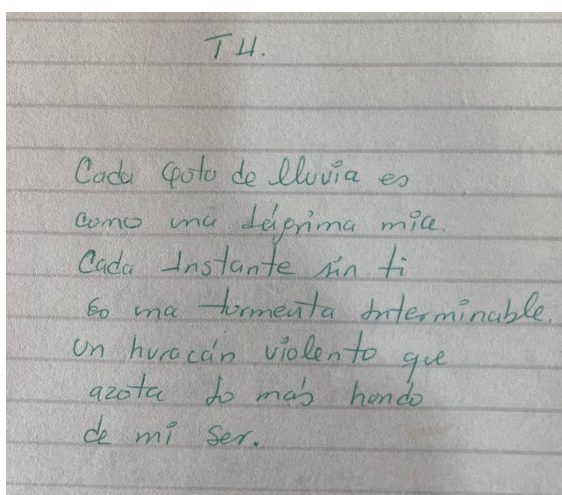 TU.
Cada gota de lluvia es
como una lágrima mía.
Cada Instante sin ti
es una tormenta interminable.
un huracán violento que
azota lo más hondo
de mi ser.